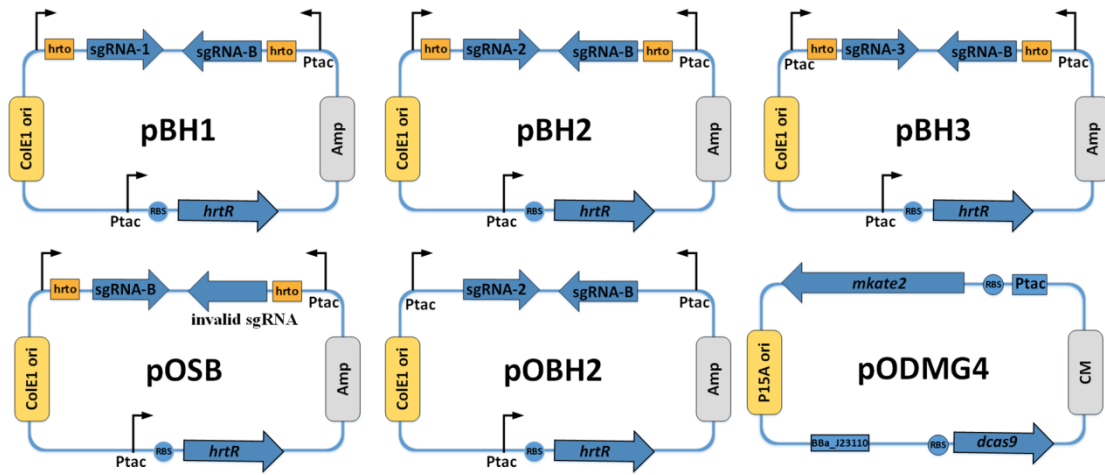 hrto sgRNA-1 sgRNA-B hrto
Ptac
ColE1 ori
pBH1
Amp
Ptac RBS hrtR
hrto sgRNA-2 sgRNA-B hrto
Ptac
ColE1 ori
pBH2
Amp
Ptac RBS hrtR
Ptac hrto sgRNA-3 sgRNA-B hrto Ptac
ColE1 ori
pBH3
Amp
Ptac RBS hrtR
hrto sgRNA-B hrto
invalid sgRNA
Ptac
ColE1 ori
pOSB
Amp
Ptac RBS hrtR
Ptac sgRNA-2 sgRNA-B Ptac
ColE1 ori
pOBH2
Amp
Ptac RBS hrtR
mkate2 RBS Ptac
P15A ori
pODMG4
CM
BBa_J23110 RBS dcas9